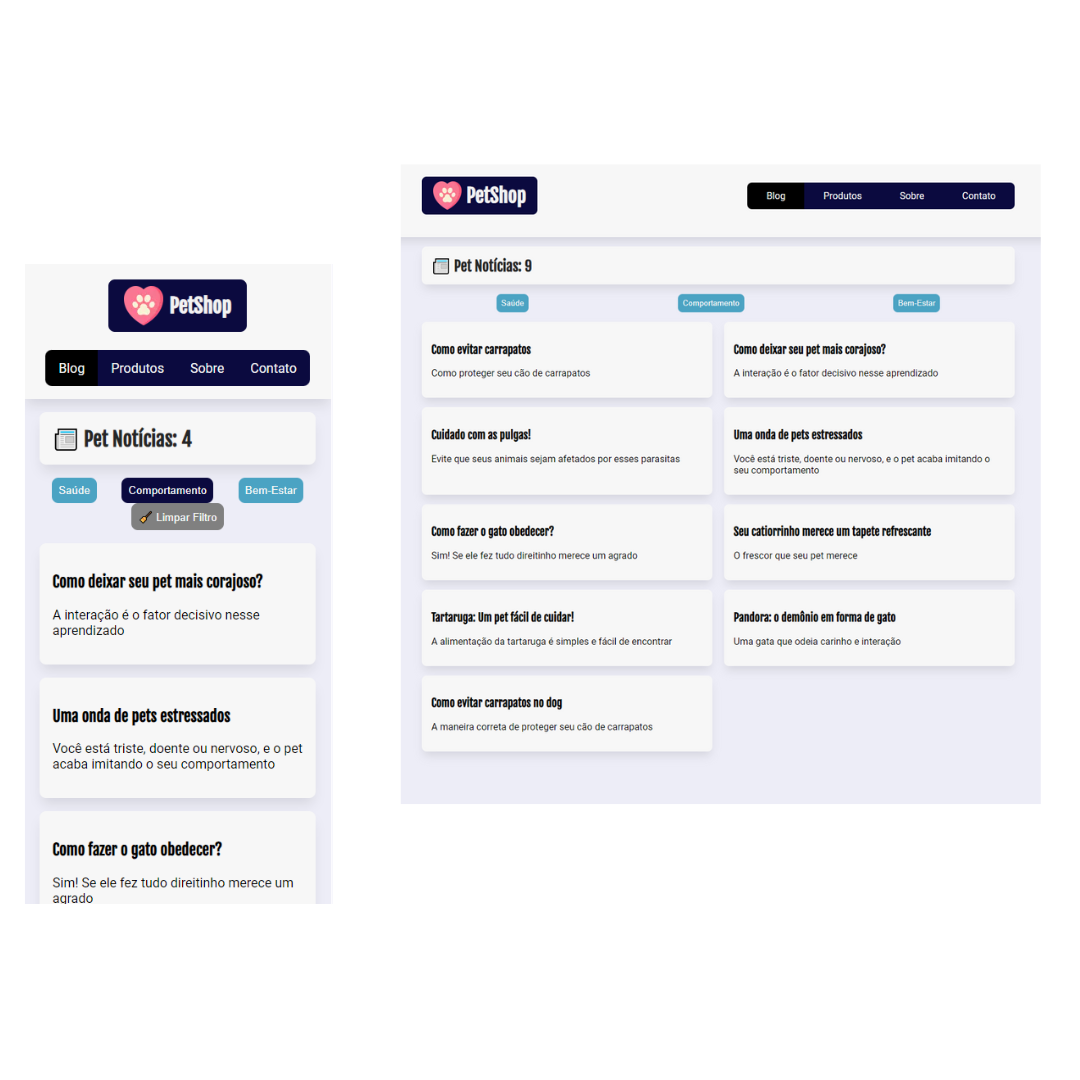 PetShop
Blog Produtos Sobre Contato
Pet Notícias: 4
Saúde Comportamento Bem-Estar
Limpar Filtro
Como deixar seu pet mais corajoso?
A interação é o fator decisivo nesse
aprendizado
Uma onda de pets estressados
Você está triste, doente ou nervoso, e o pet
acaba imitando o seu comportamento
Como fazer o gato obedecer?
Sim! Se ele fez tudo direitinho merece um
agrado
PetShop
Blog Produtos Sobre Contato
Pet Notícias: 9
Saúde Comportamento Bem-Estar
Como evitar carrapatos
Como proteger seu cão de carrapatos
Como deixar seu pet mais corajoso?
A interação é o fator decisivo nesse aprendizado
Cuidado com as pulgas!
Evite que seus animais sejam afetados por esses parasitas
Uma onda de pets estressados
Você está triste, doente ou nervoso, e o pet acaba imitando o
seu comportamento
Como fazer o gato obedecer?
Sim! Se ele fez tudo direitinho merece um agrado
Seu catiorrinho merece um tapete refrescante
O frescor que seu pet merece
Tartaruga: Um pet fácil de cuidar!
A alimentação da tartaruga é simples e fácil de encontrar
Pandora: o demônio em forma de gato
Uma gata que odeia carinho e interação
Como evitar carrapatos no dog
A maneira correta de proteger seu cão de carrapatos